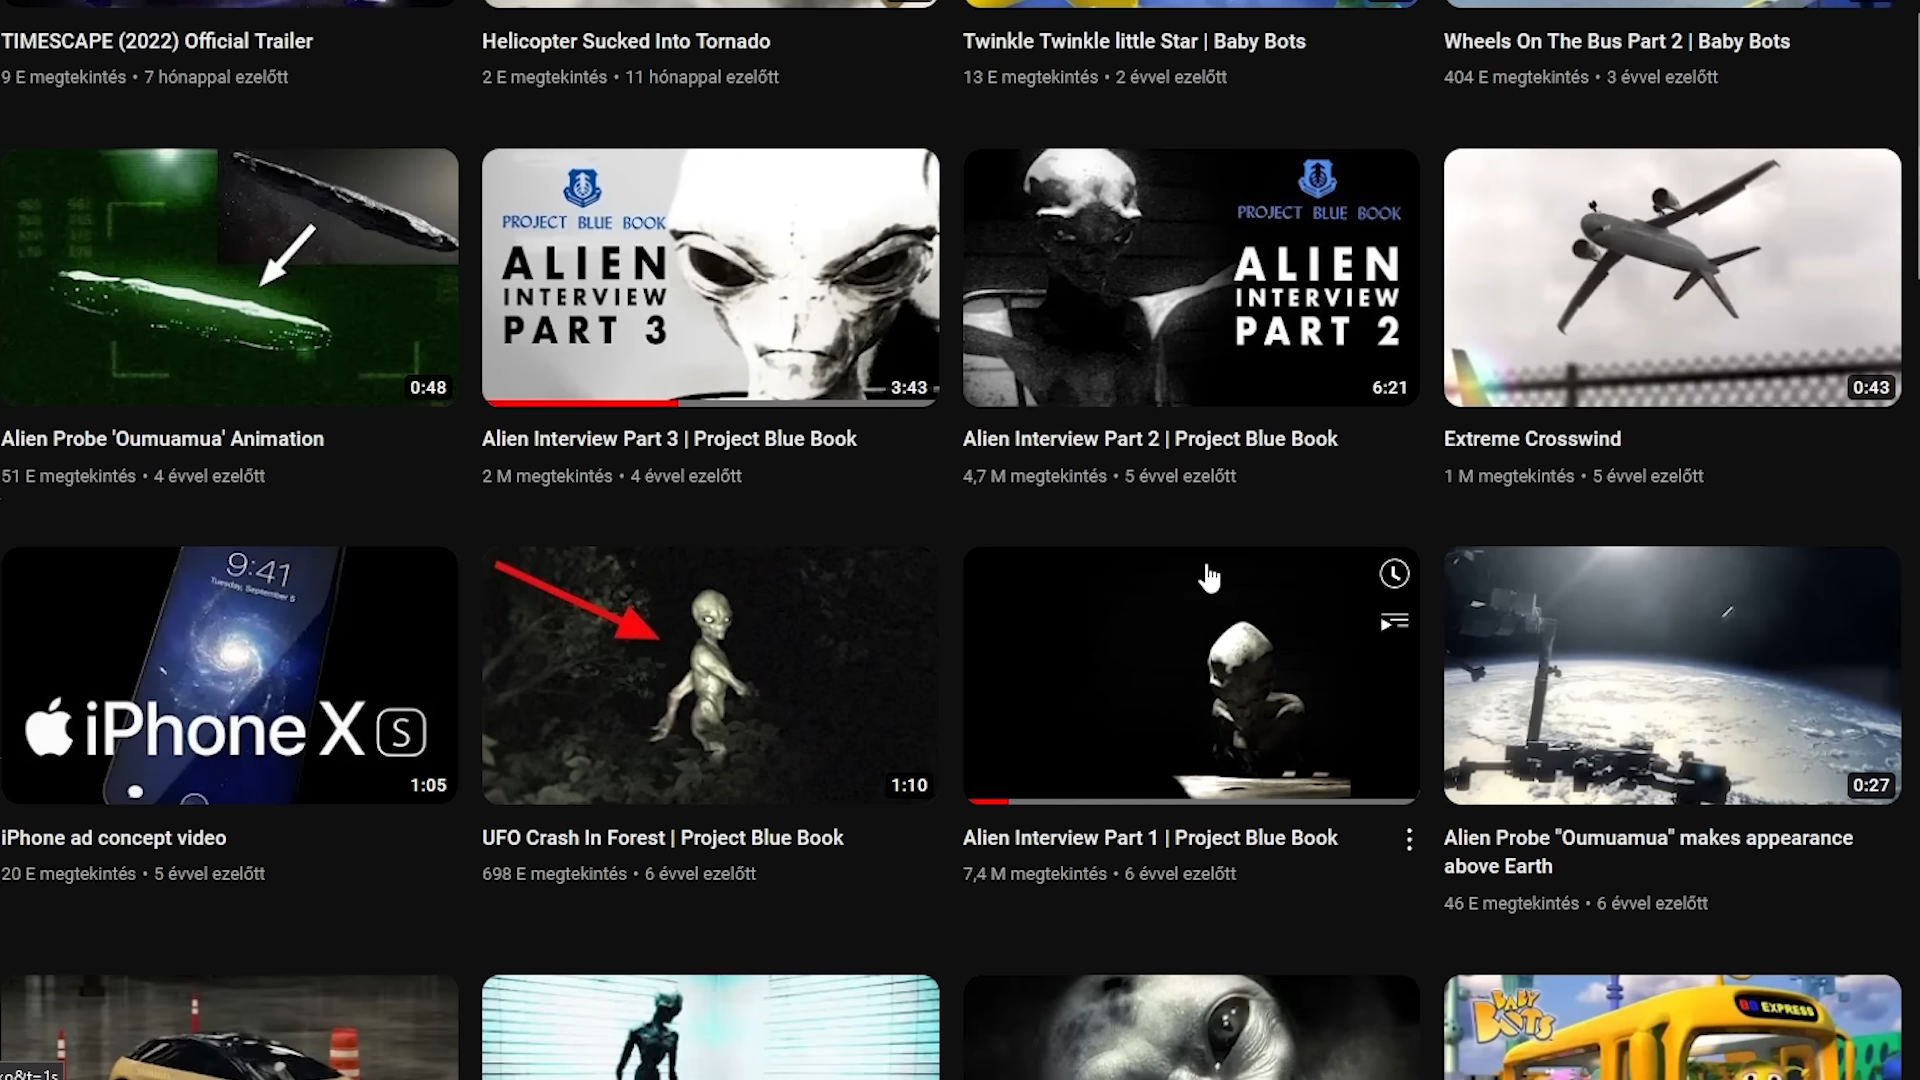 TIMESCAPE (2022) Official Trailer
9 E megtekintés • 7 hónappal ezelőtt
Helicopter Sucked Into Tornado
2 E megtekintés • 11 hónappal ezelőtt
Twinkle Twinkle little Star | Baby Bots
13 E megtekintés • 2 évvel ezelőtt
Wheels On The Bus Part 2 | Baby Bots
404 E megtekintés • 3 évvel ezelőtt
0:48
Alien Probe 'Oumuamua' Animation
51 E megtekintés • 4 évvel ezelőtt
PROJECT BLUE BOOK
ALIEN
INTERVIEW
PART 3
3:43
Alien Interview Part 3 | Project Blue Book
2 M megtekintés • 4 évvel ezelőtt
PROJECT BLUE BOOK
ALIEN
INTERVIEW
PART 2
6:21
Alien Interview Part 2 | Project Blue Book
4,7 M megtekintés • 5 évvel ezelőtt
0:43
Extreme Crosswind
1 M megtekintés • 5 évvel ezelőtt
9:41
Tuesday, September 5
iPhone X S
1:05
iPhone ad concept video
20 E megtekintés • 5 évvel ezelőtt
1:10
UFO Crash In Forest | Project Blue Book
698 E megtekintés • 6 évvel ezelőtt
Alien Interview Part 1 | Project Blue Book
7,4 M megtekintés • 6 évvel ezelőtt
0:27
Alien Probe "Oumuamua" makes appearance
above Earth
46 E megtekintés • 6 évvel ezelőtt
BABY
BOTS
BB EXPRESS